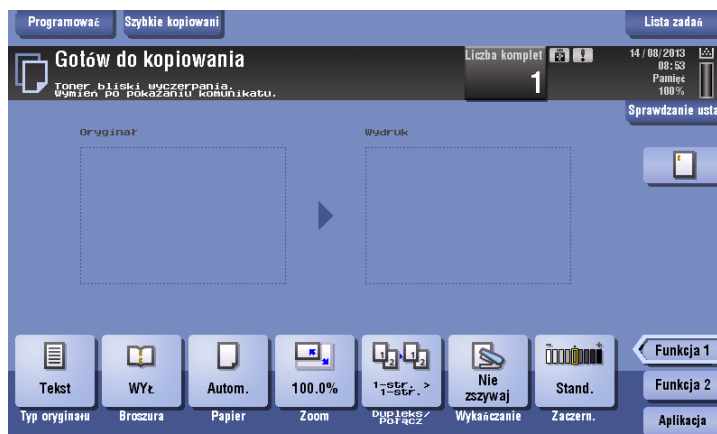 Programować
Szybkie kopiowani
Lista zadań
Gotów do kopiowania
Toner bliski wyczerpania.
Wymień po pokazaniu komunikatu.
Liczba komplet
1
14/08/2013
08:53
Pamięć
100%
Sprawdzanie usta
Oryginał
Wydruk
Tekst
WYŁ
Autom.
100.0%
1-str. >
1-str.
Nie
zszywaj
Stand.
Typ oryginału
Broszura
Papier
Zoom
Dupleks/
Połącz
Wykańczanie
Zaczern.
Funkcja 1
Funkcja 2
Aplikacja